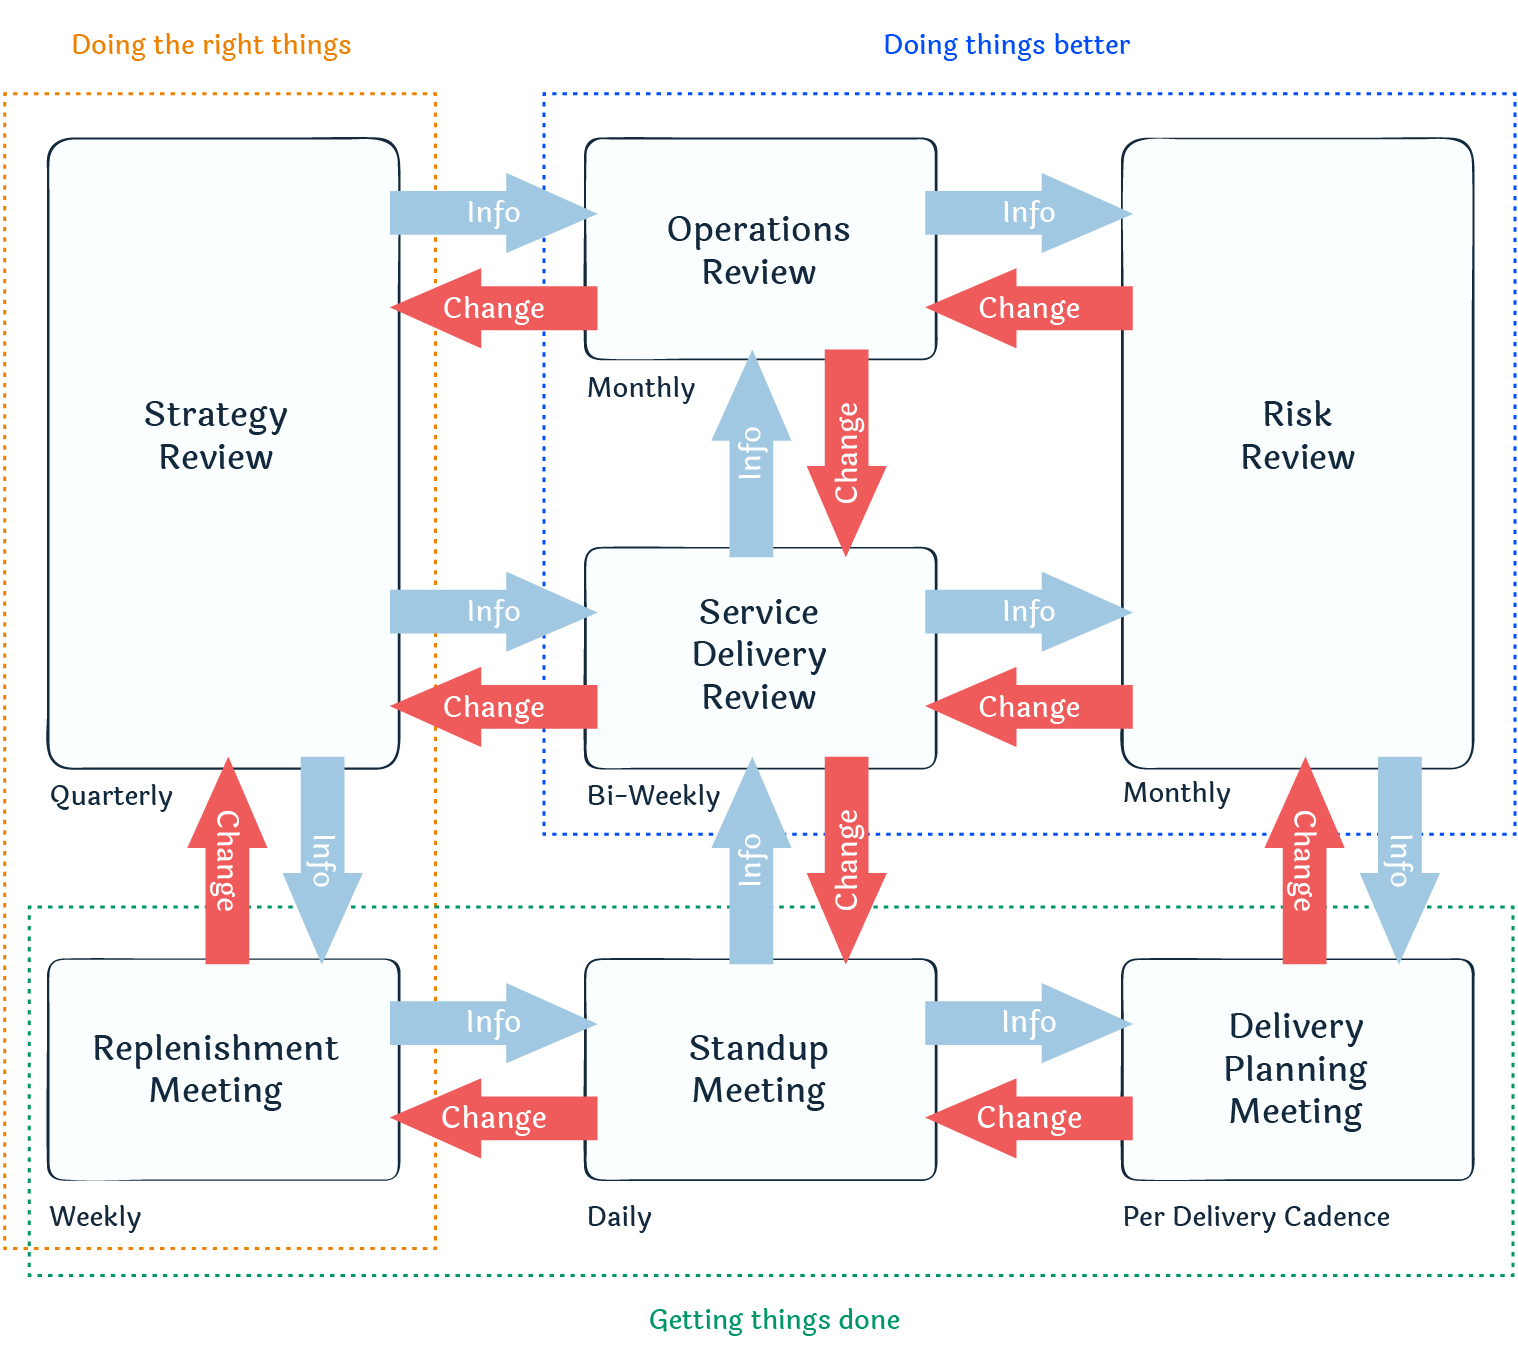 Doing the right things
Doing things better
Info
Info
Operations
Review
Change
Change
Monthly
Strategy
Review
Risk
Review
Info
Change
Info
Info
Service
Delivery
Review
Change
Change
Quarterly
Bi-Weekly
Monthly
Change
Info
Info
Change
Change
Info
Info
Info
Replenishment
Meeting
Standup
Meeting
Delivery
Planning
Meeting
Change
Change
Weekly
Daily
Per Delivery Cadence
Getting things done